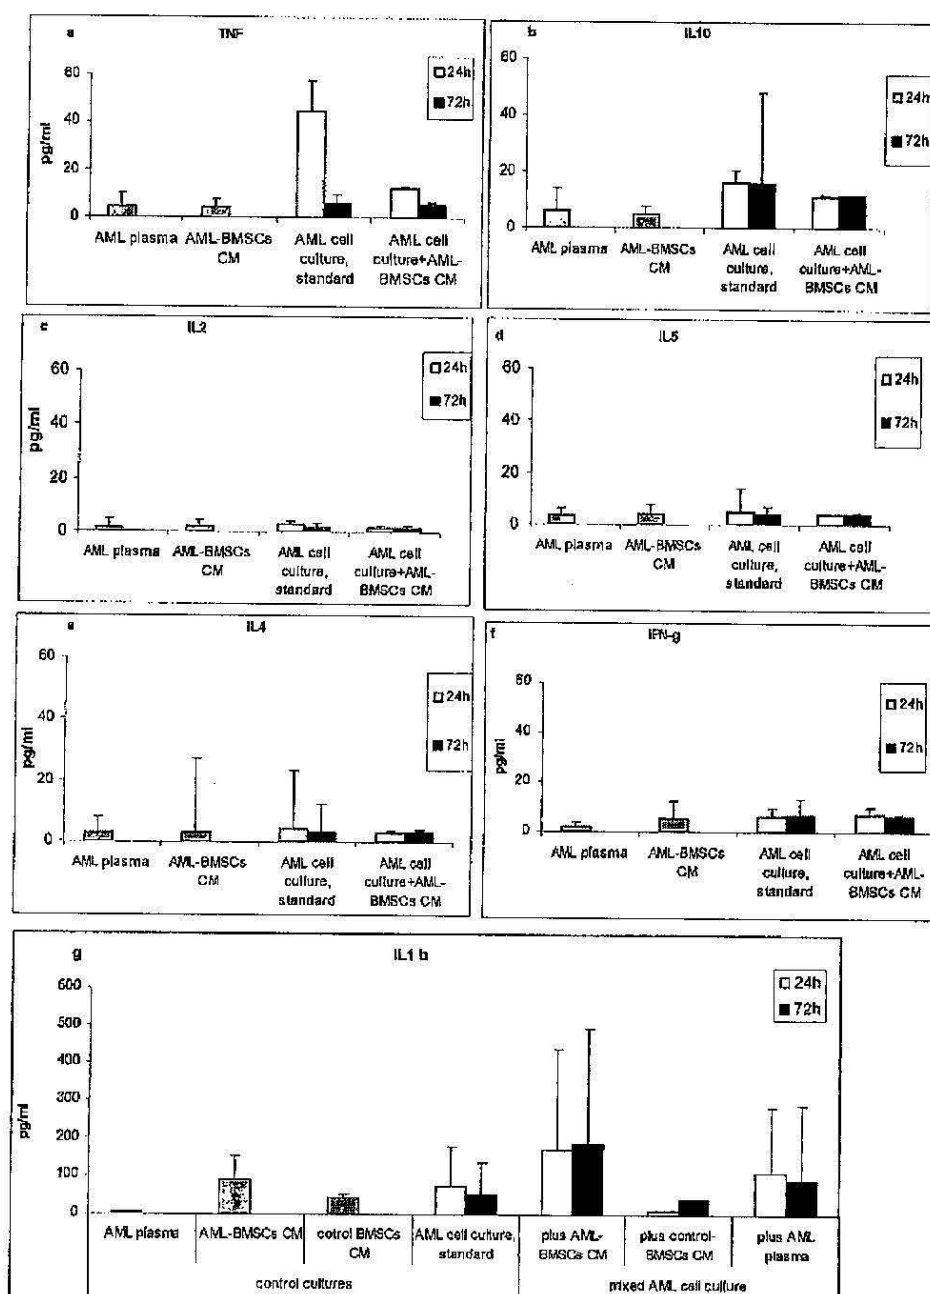 a TNF
60
40
20
0
pg/ml
24h
72h
AML plasma AML-BMSCs CM AML cell culture, standard AML cell culture+AML-BMSCs CM
b IL10
60
40
20
0
24h
72h
AML plasma AML-BMSCs CM AML cell culture, standard AML cell culture+AML-BMSCs CM
c IL2
60
40
20
0
pg/ml
24h
72h
AML plasma AML-BMSCs CM AML cell culture, standard AML cell culture+AML-BMSCs CM
d IL5
60
40
20
0
24h
72h
AML plasma AML-BMSCs CM AML cell culture, standard AML cell culture+AML-BMSCs CM
e IL4
60
40
20
0
pg/ml
24h
72h
AML plasma AML-BMSCs CM AML cell culture, standard AML cell culture+AML-BMSCs CM
f IFN-g
60
40
20
0
pg/ml
24h
72h
AML plasma AML-BMSCs CM AML cell culture, standard AML cell culture+AML-BMSCs CM
g IL1 b
600
500
400
300
200
100
0
pg/ml
24h
72h
AML plasma AML-BMSCs CM cotrol BMSCs CM AML cell culture, standard plus AML-BMSCs CM plus control-BMSCs CM plus AML plasma
control cultures mixed AML cell culture